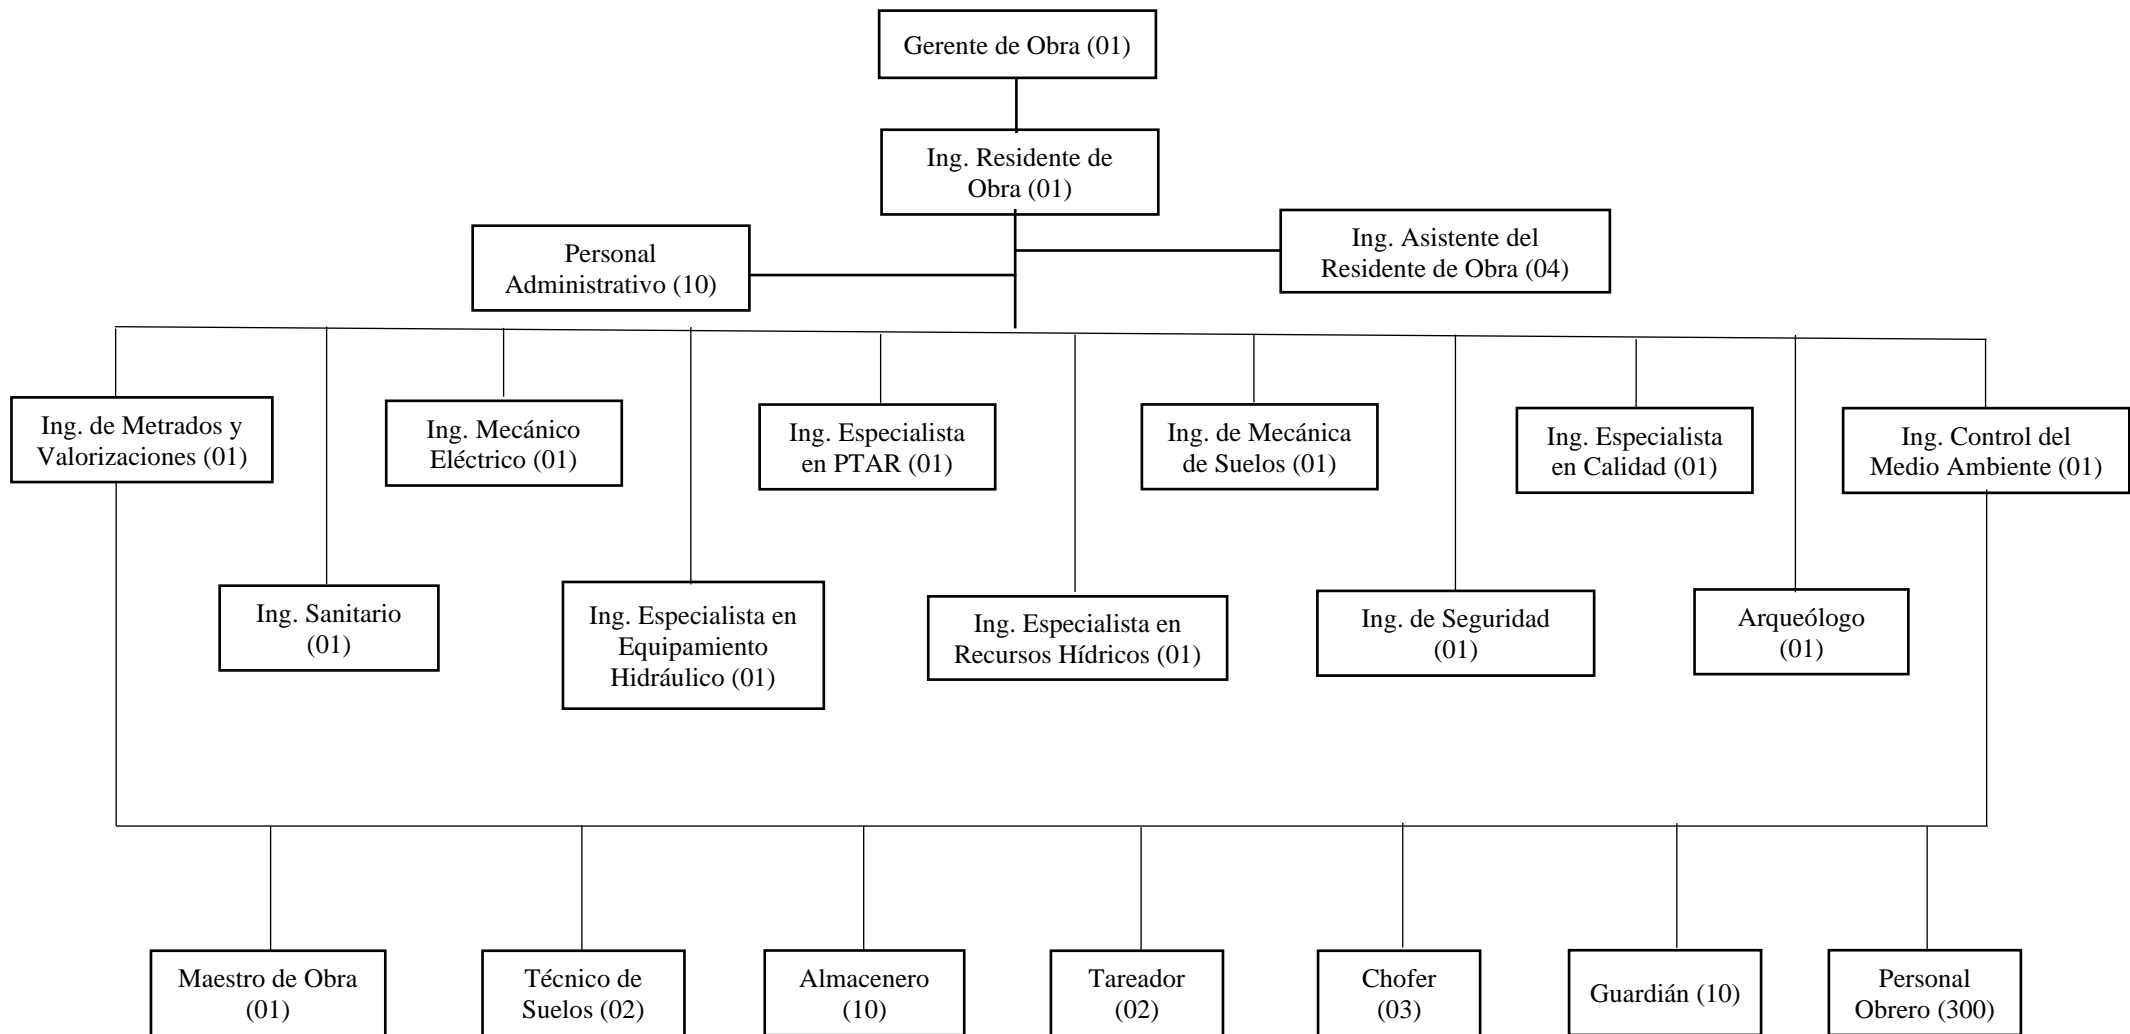 Gerente de Obra (01)
Ing. Residente de
Obra (01)
Personal
Administrativo (10)
Ing. Asistente del
Residente de Obra (04)
Ing. de Metrados y
Valorizaciones (01)
Ing. Mecánico
Eléctrico (01)
Ing. Especialista
en PTAR (01)
Ing. de Mecánica
de Suelos (01)
Ing. Especialista
en Calidad (01)
Ing. Control del
Medio Ambiente (01)
Ing. Sanitario
(01)
Ing. Especialista en
Equipamiento
Hidráulico (01)
Ing. Especialista en
Recursos Hídricos (01)
Ing. de Seguridad
(01)
Arqueólogo
(01)
Maestro de Obra
(01)
Técnico de
Suelos (02)
Almacenero
(10)
Tareador
(02)
Chofer
(03)
Guardián (10)
Personal
Obrero (300)